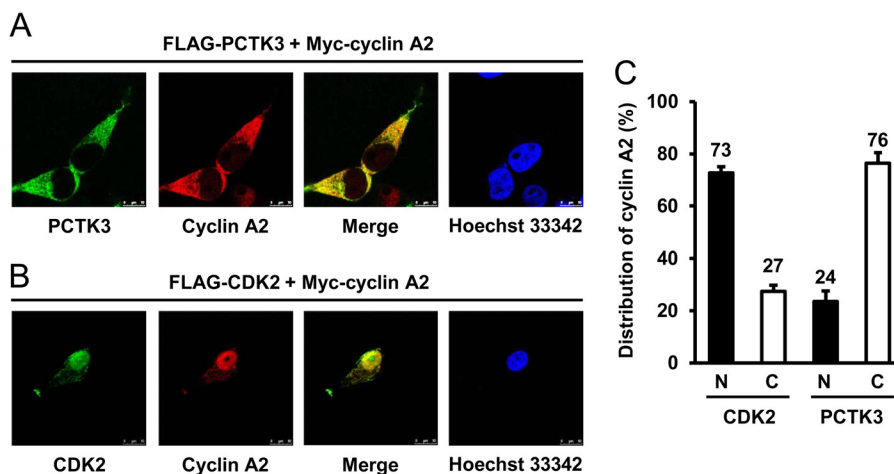 A
FLAG-PCTK3 + Myc-cyclin A2
PCTK3
Cyclin A2
Merge
Hoechst 33342
B
FLAG-CDK2 + Myc-cyclin A2
CDK2
Cyclin A2
Merge
Hoechst 33342
C
Distribution of cyclin A2 (%)
100
80
60
40
20
0
73
27
24
76
N C N C
CDK2 PCTK3